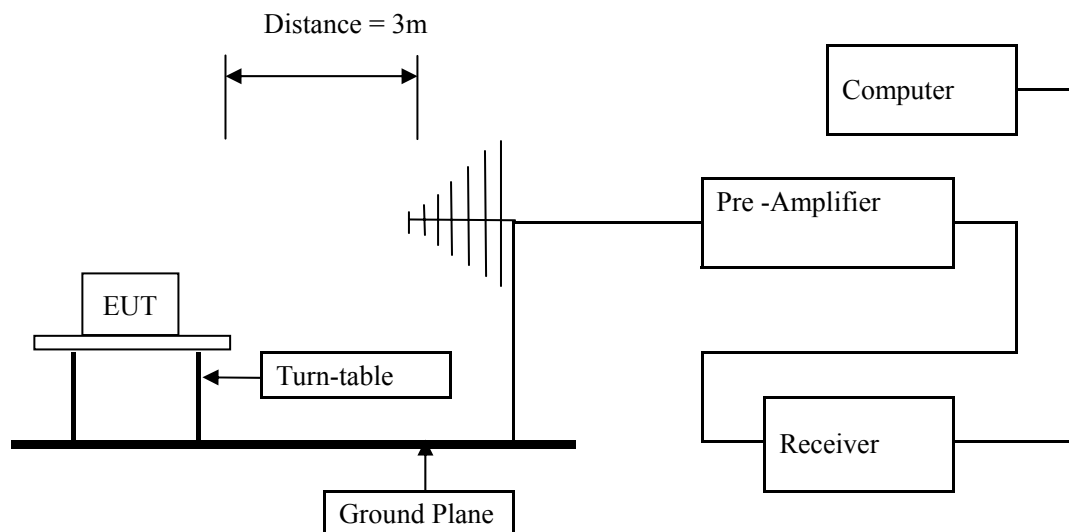 Distance = 3m
Computer
Pre -Amplifier
EUT
Turn-table
Receiver
Ground Plane